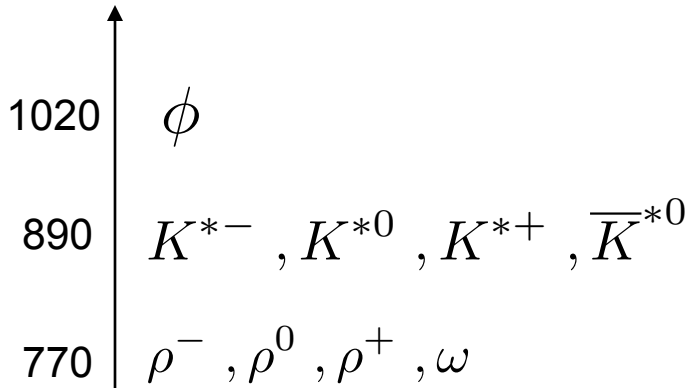 1020 ϕ
890 K*⁻ , K*⁰ , K*⁺ , K̅*⁰
770 ρ⁻ , ρ⁰ , ρ⁺ , ω